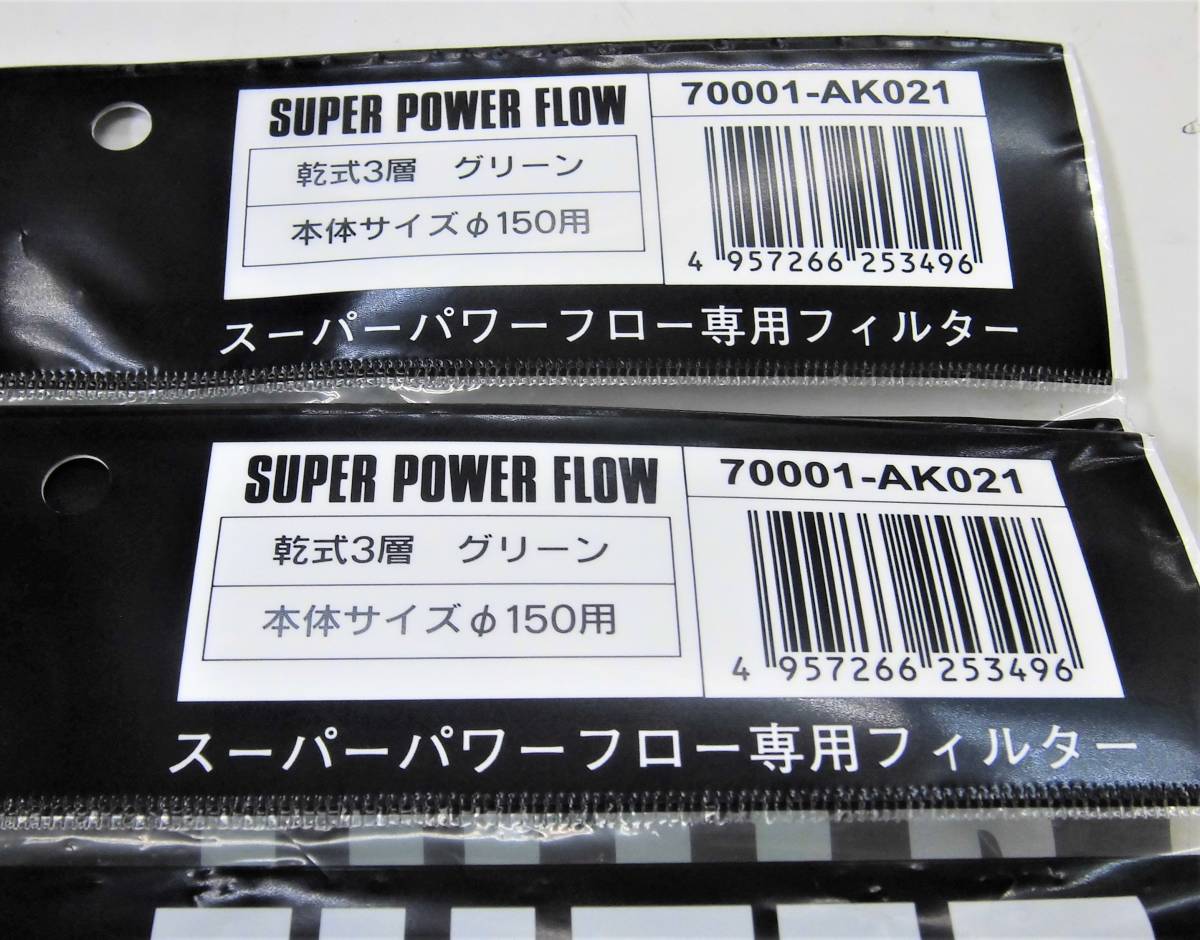 SUPER POWER FLOW
70001-AK021
乾式3層 グリーン
本体サイズφ150用
4 957266 253496
スーパーパワーフロー専用フィルター
SUPER POWER FLOW
70001-AK021
乾式3層 グリーン
本体サイズφ150用
4 957266 253496
スーパーパワーフロー専用フィルター